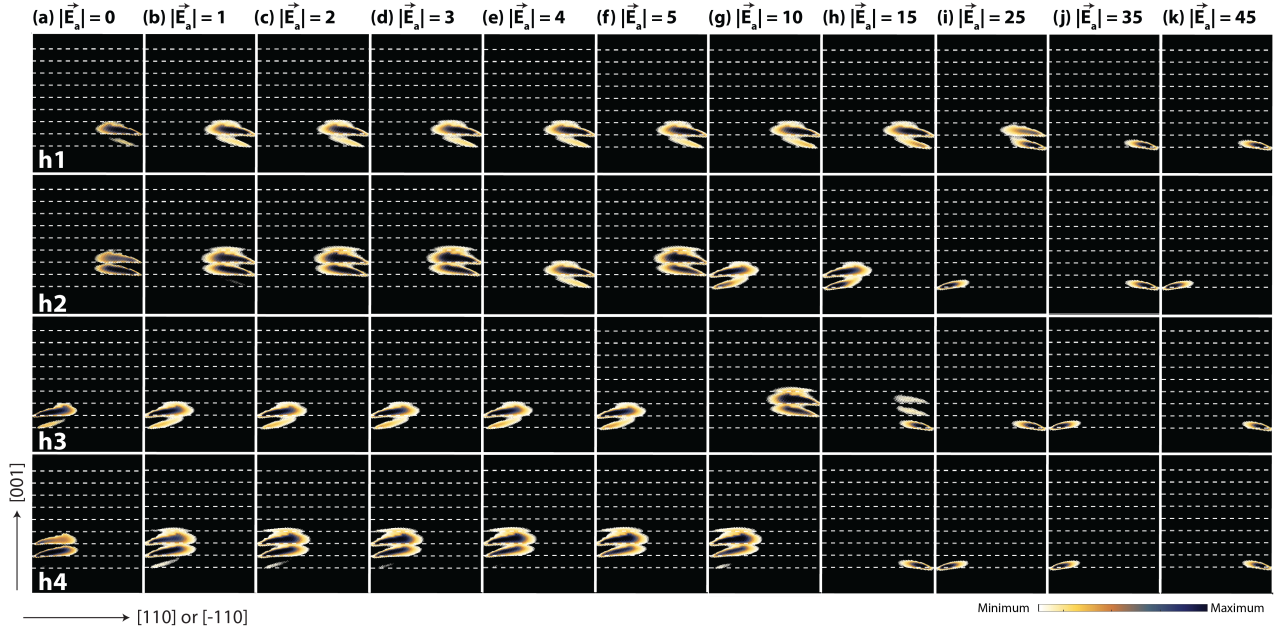 (a) |E⃗ₐ| = 0 (b) |E⃗ₐ| = 1 (c) |E⃗ₐ| = 2 (d) |E⃗ₐ| = 3 (e) |E⃗ₐ| = 4 (f) |E⃗ₐ| = 5 (g) |E⃗ₐ| = 10 (h) |E⃗ₐ| = 15 (i) |E⃗ₐ| = 25 (j) |E⃗ₐ| = 35 (k) |E⃗ₐ| = 45
h1
h2
h3
h4
[001]
[110] or [-110]
Minimum Maximum